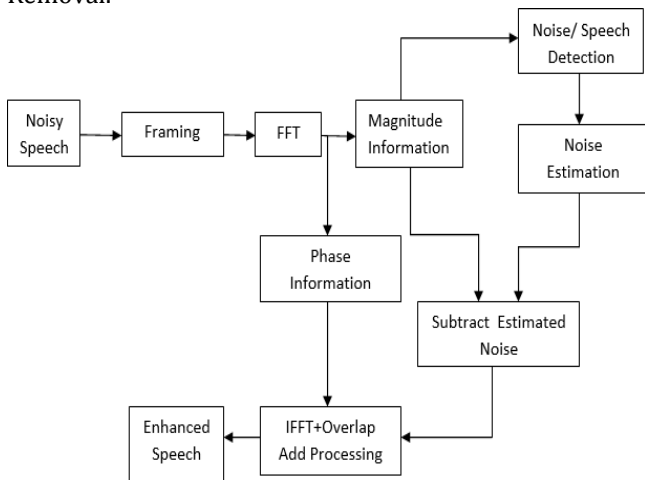 Removal.
Noise/ Speech
Detection
Noisy
Speech
Framing
FFT
Magnitude
Information
Noise
Estimation
Phase
Information
Subtract Estimated
Noise
Enhanced
Speech
IFFT+Overlap
Add Processing